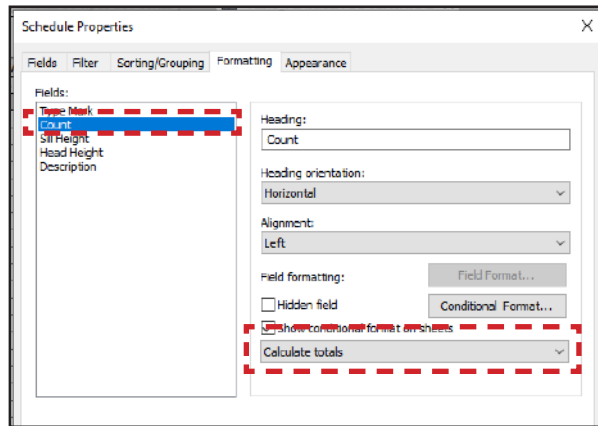 Schedule Properties
Fields Filter Sorting/Grouping Formatting Appearance
Fields:
Type Mark
Count
Sill Height
Head Height
Description
Heading:
Count
Heading orientation:
Horizontal
Alignment:
Left
Field formatting:
Field Format...
Hidden field
Conditional Format...
Show conditional format on sheets
Calculate totals